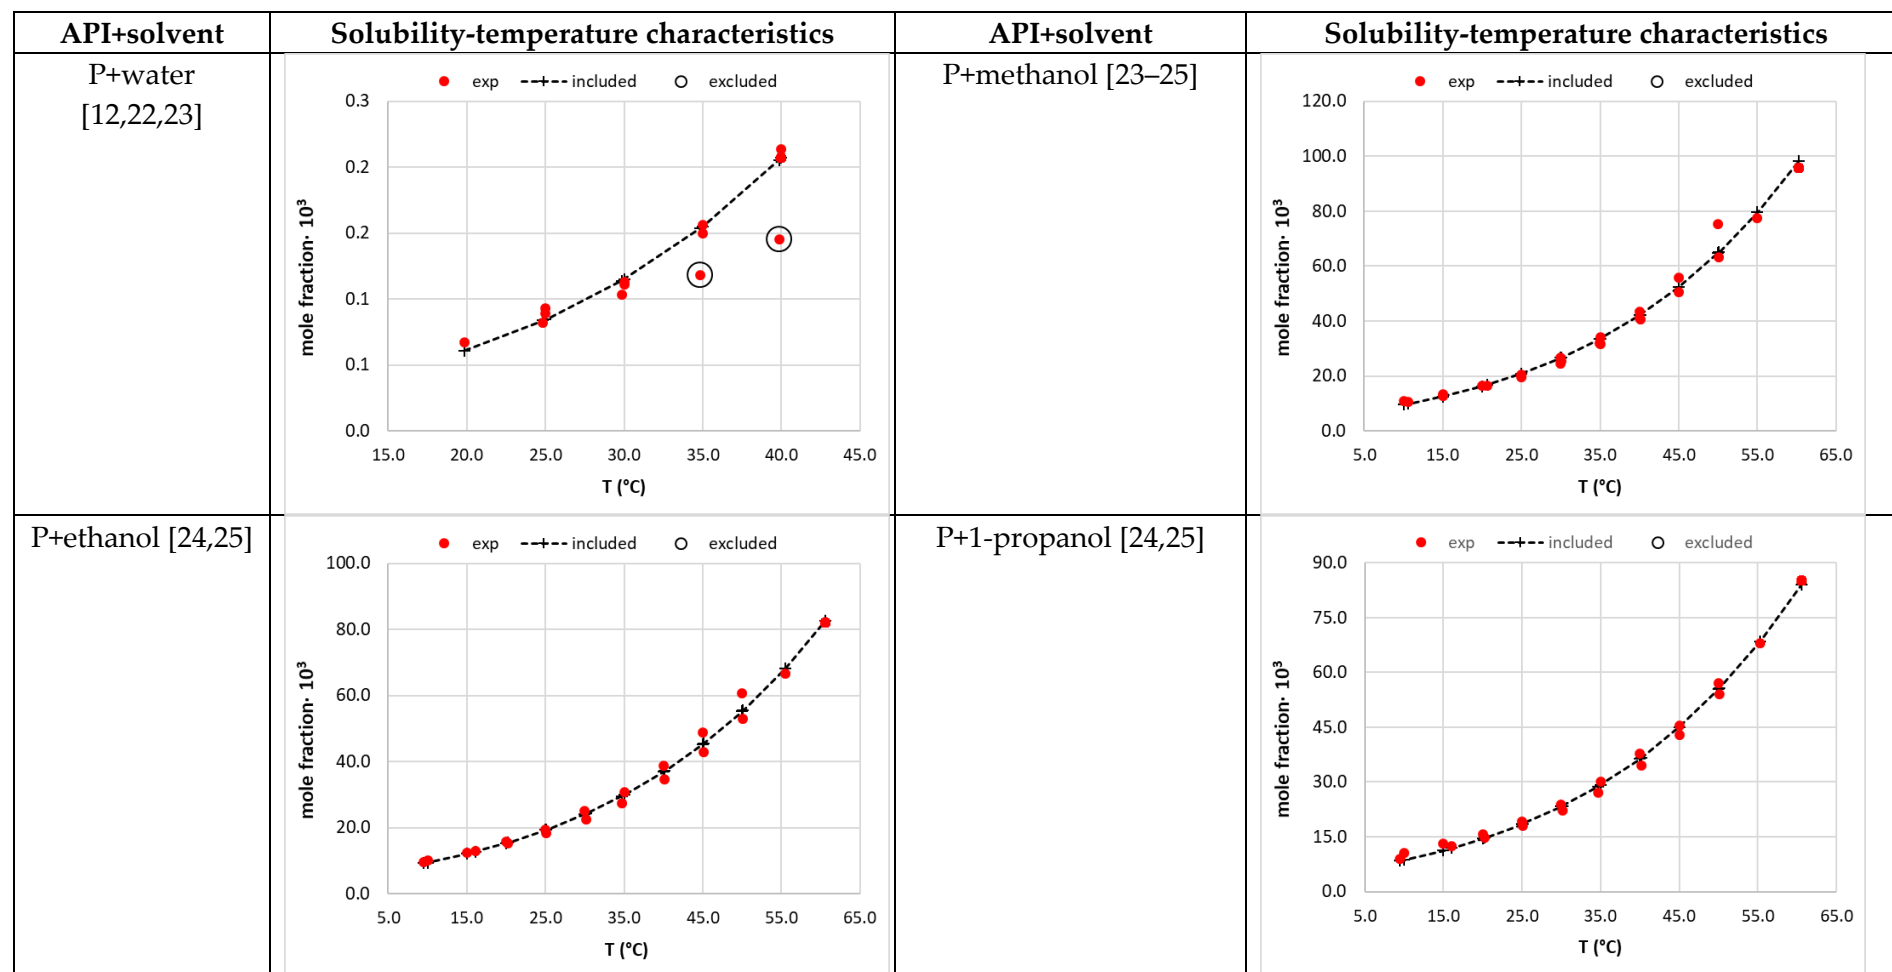 API+solvent
Solubility-temperature characteristics
API+solvent
Solubility-temperature characteristics
P+water
[12,22,23]
exp included excluded
0.3
0.2
0.2
0.1
0.1
0.0
15.0 20.0 25.0 30.0 35.0 40.0 45.0
mole fraction· 10³
T (°C)
P+methanol [23–25]
exp included excluded
120.0
100.0
80.0
60.0
40.0
20.0
0.0
5.0 15.0 25.0 35.0 45.0 55.0 65.0
mole fraction· 10³
T (°C)
P+ethanol [24,25]
exp included excluded
100.0
80.0
60.0
40.0
20.0
0.0
5.0 15.0 25.0 35.0 45.0 55.0 65.0
mole fraction· 10³
T (°C)
P+1-propanol [24,25]
exp included excluded
90.0
75.0
60.0
45.0
30.0
15.0
0.0
5.0 15.0 25.0 35.0 45.0 55.0 65.0
mole fraction· 10³
T (°C)